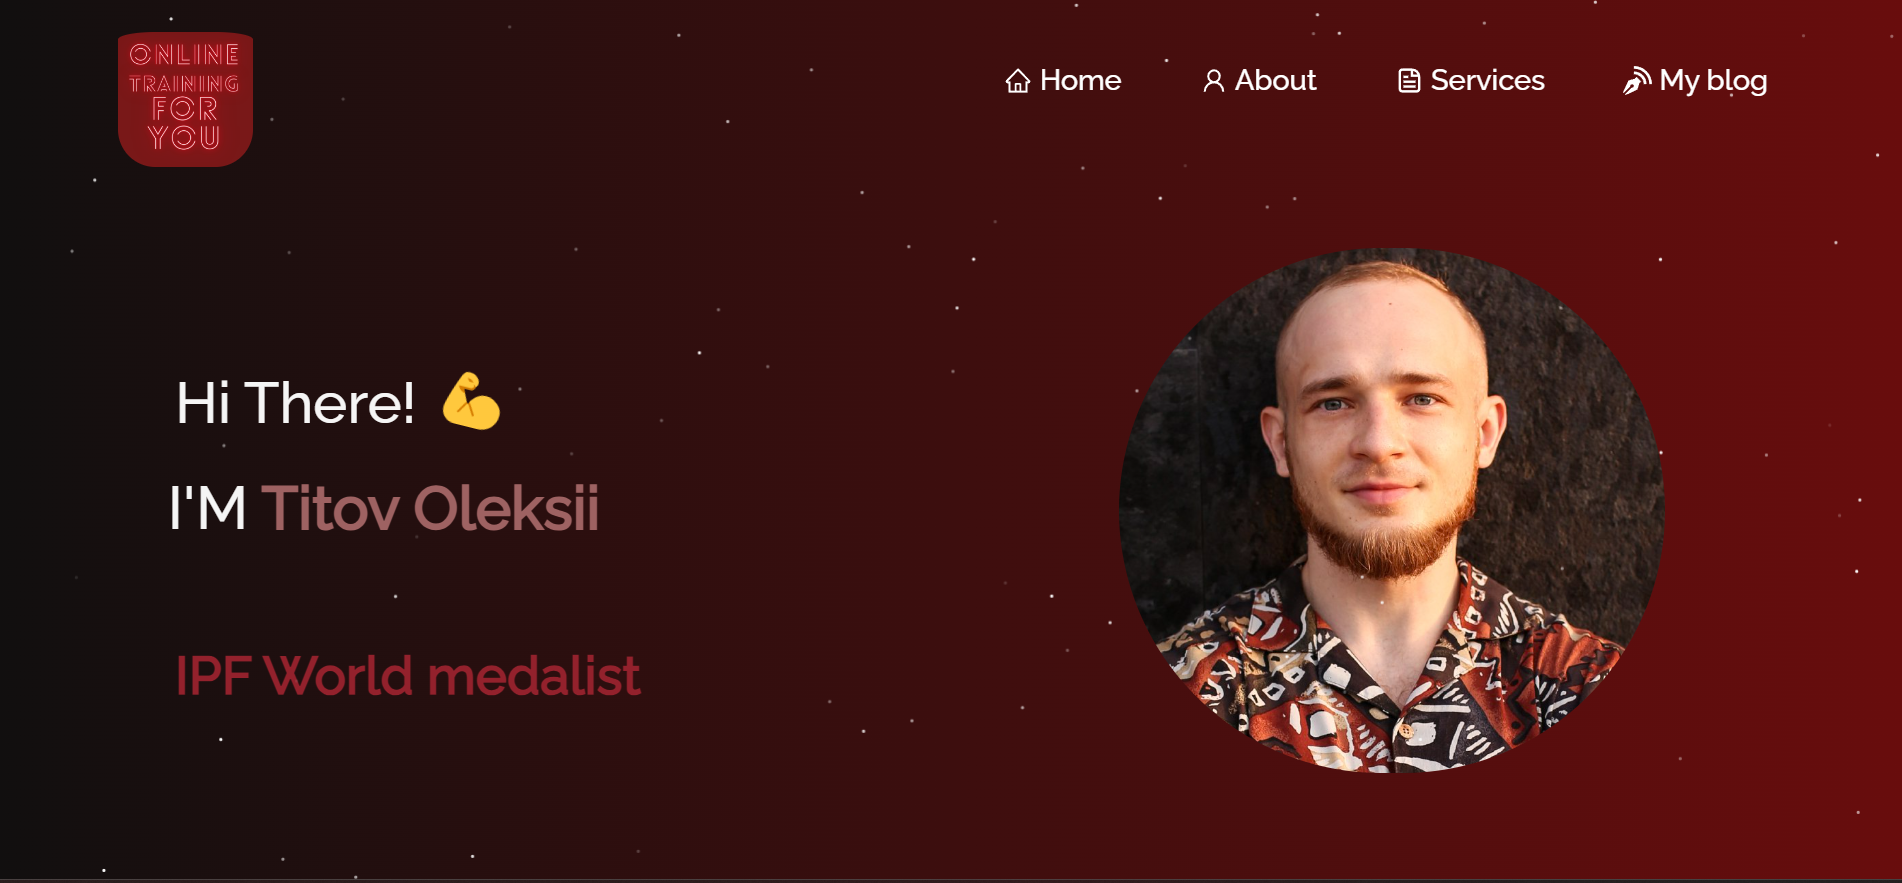 ONLINE
TRAINING
FOR
YOU
Home About Services My blog
Hi There! 💪
I'M Titov Oleksii
IPF World medalist